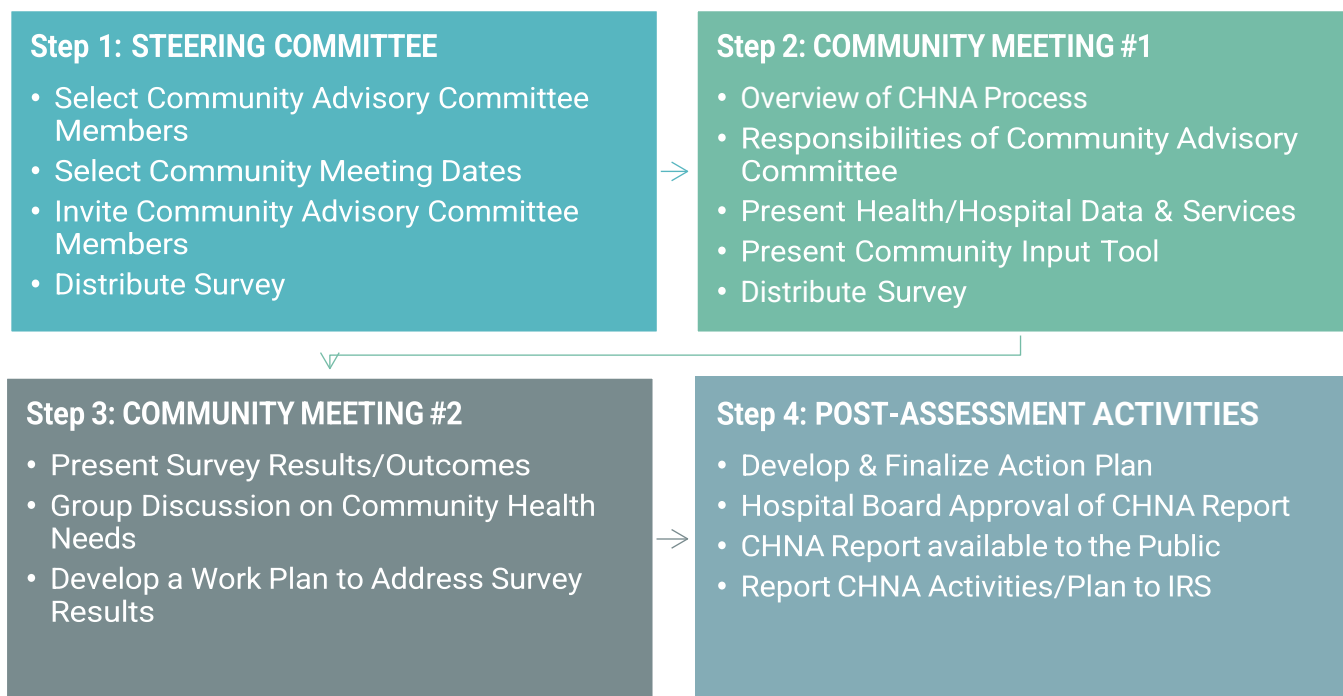 Step 1: STEERING COMMITTEE
• Select Community Advisory Committee
Members
• Select Community Meeting Dates
• Invite Community Advisory Committee
Members
• Distribute Survey
Step 2: COMMUNITY MEETING #1
• Overview of CHNA Process
• Responsibilities of Community Advisory
Committee
• Present Health/Hospital Data & Services
• Present Community Input Tool
• Distribute Survey
Step 3: COMMUNITY MEETING #2
• Present Survey Results/Outcomes
• Group Discussion on Community Health
Needs
• Develop a Work Plan to Address Survey
Results
Step 4: POST-ASSESSMENT ACTIVITIES
• Develop & Finalize Action Plan
• Hospital Board Approval of CHNA Report
• CHNA Report available to the Public
• Report CHNA Activities/Plan to IRS